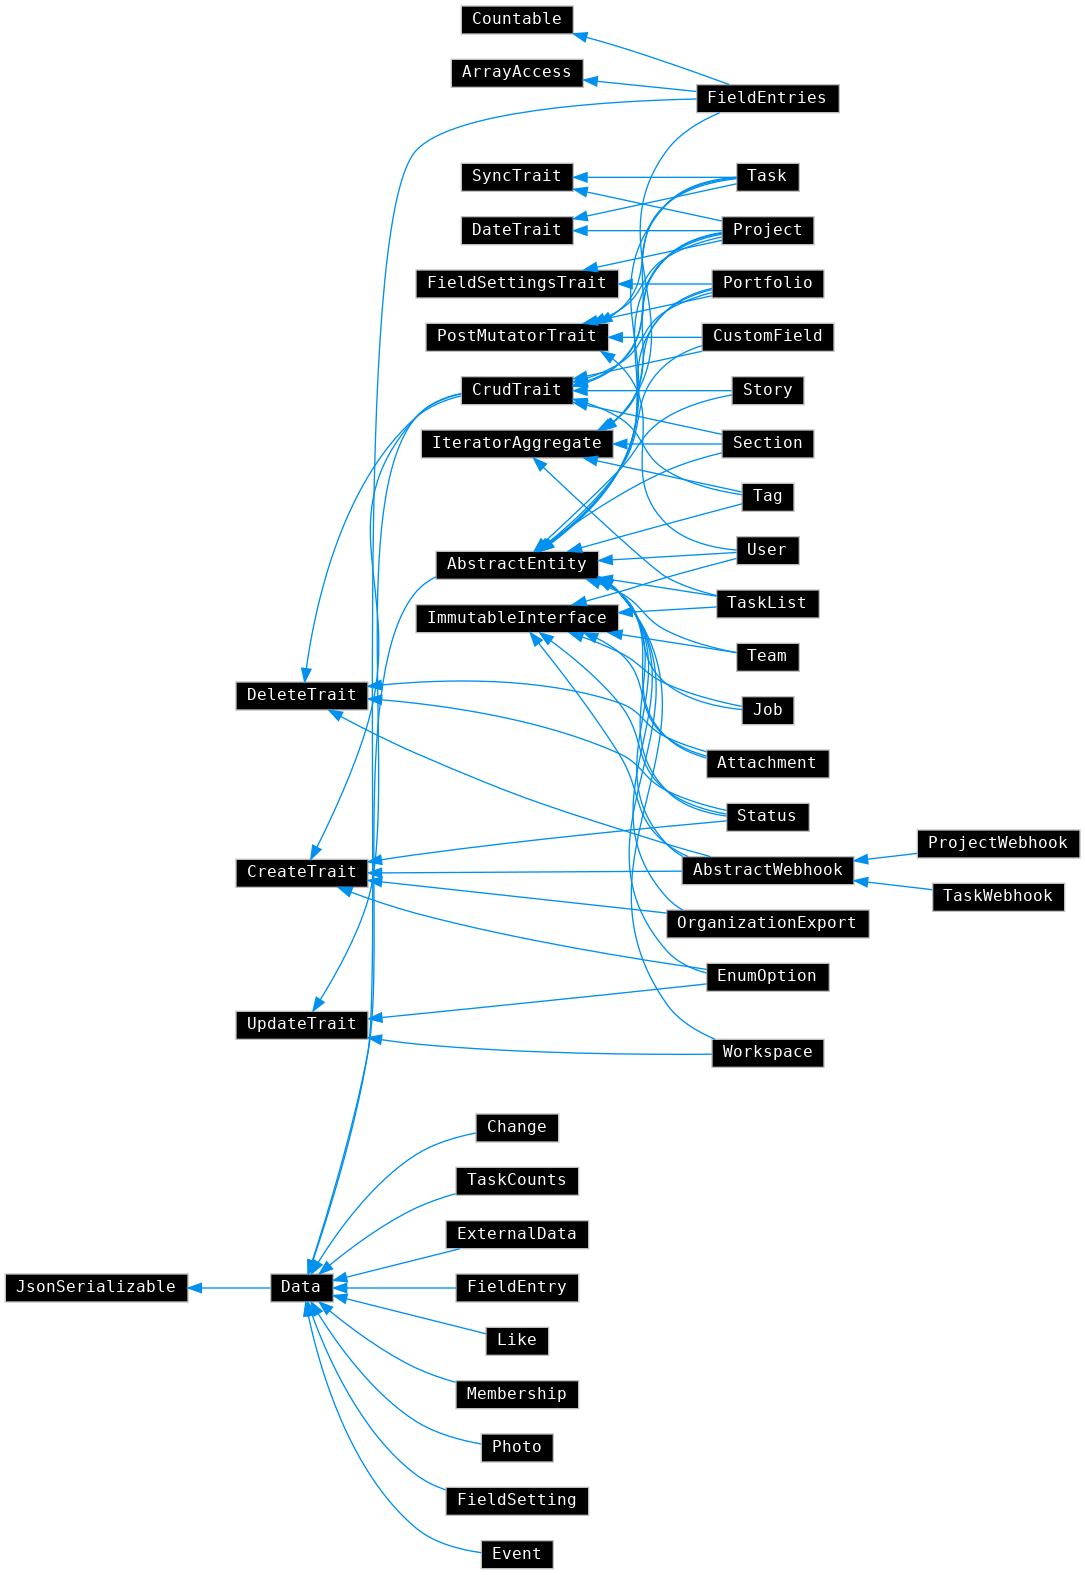 Countable
ArrayAccess
FieldEntries
SyncTrait
Task
DateTrait
Project
FieldSettingsTrait
Portfolio
PostMutatorTrait
CustomField
CrudTrait
Story
IteratorAggregate
Section
Tag
User
AbstractEntity
TaskList
ImmutableInterface
Team
DeleteTrait
Job
Attachment
Status
ProjectWebhook
CreateTrait
AbstractWebhook
TaskWebhook
OrganizationExport
EnumOption
UpdateTrait
Workspace
Change
TaskCounts
ExternalData
JsonSerializable
Data
FieldEntry
Like
Membership
Photo
FieldSetting
Event